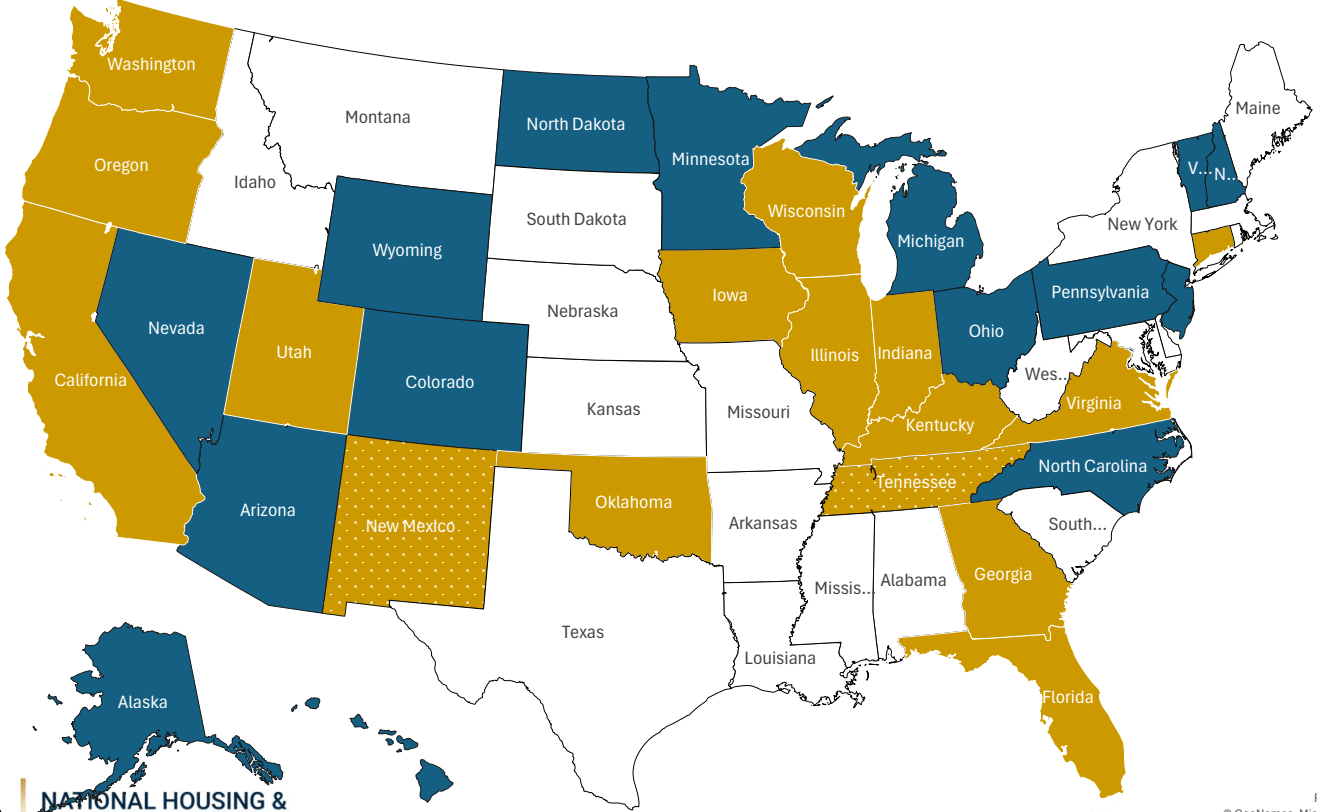 Washington
Montana
North Dakota
Minnesota
Maine
Oregon
Idaho
V...
N...
Wisconsin
South Dakota
New York
Michigan
Wyoming
Pennsylvania
Iowa
Nebraska
Nevada
Ohio
Utah
Illinois
Indiana
California
Colorado
Wes...
Kansas
Missouri
Virginia
Kentucky
North Carolina
Tennessee
Oklahoma
Arizona
New Mexico
Arkansas
South...
Georgia
Alabama
Missis...
Texas
Louisiana
Florida
Alaska
NATIONAL HOUSING &